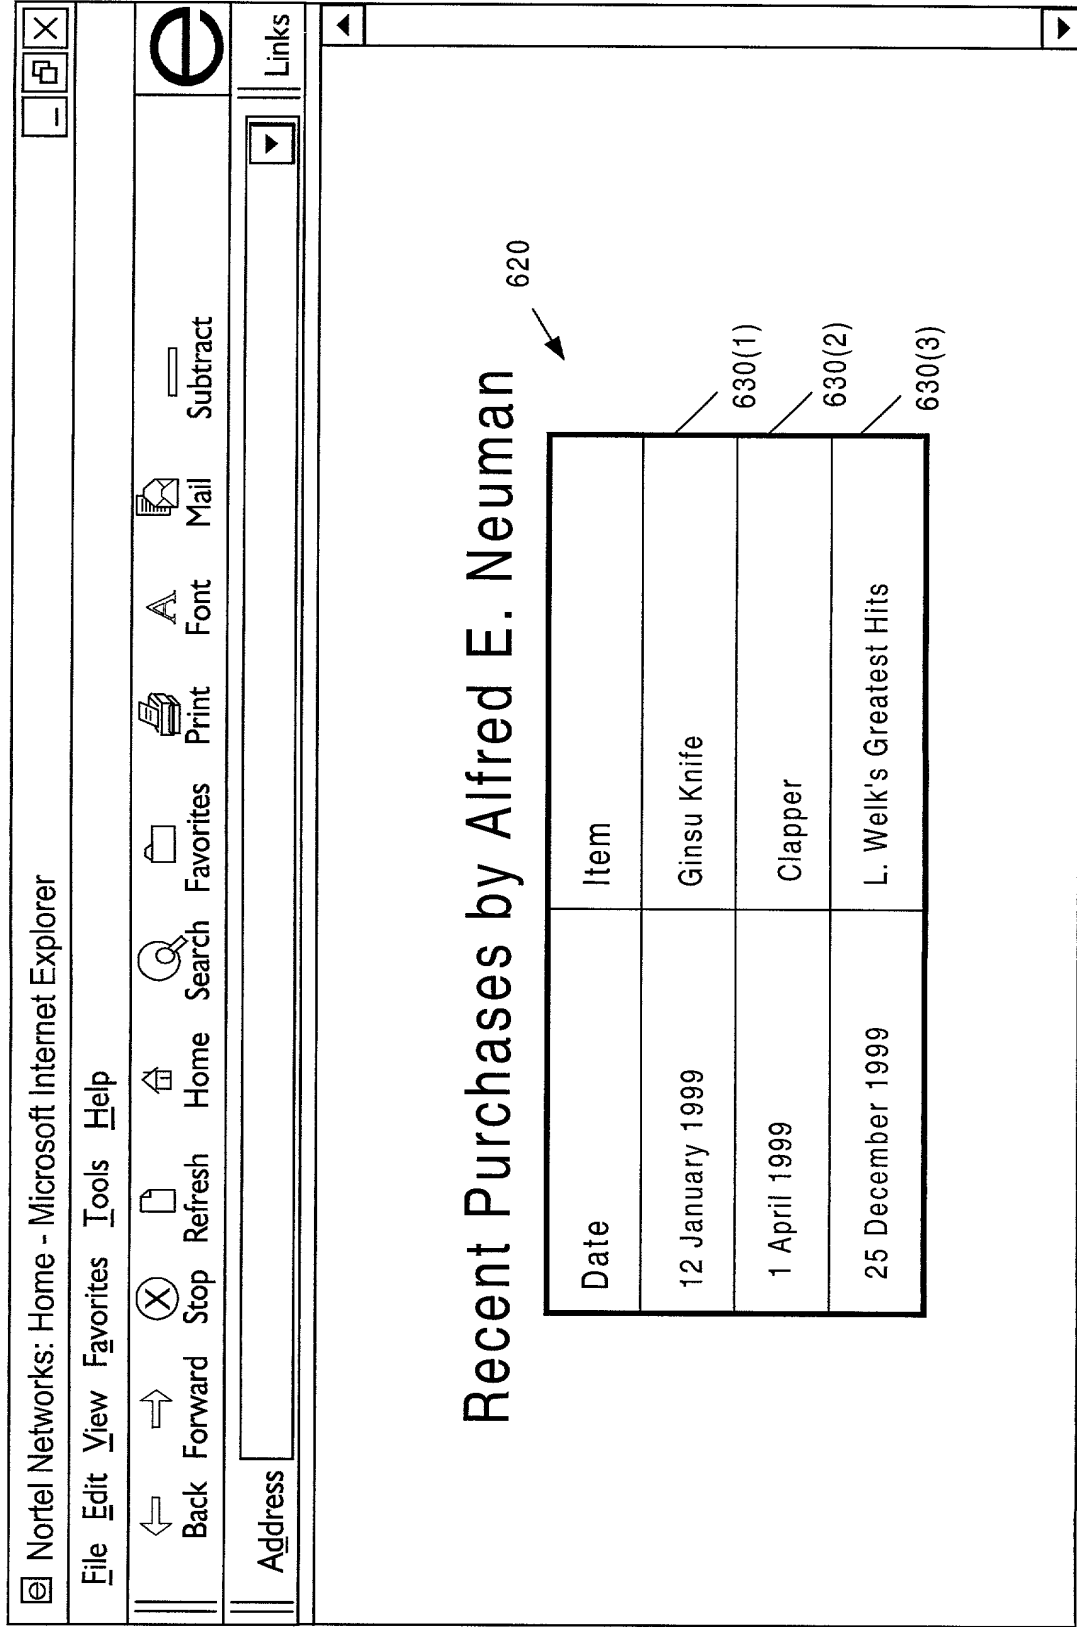 Nortel Networks: Home - Microsoft Internet Explorer
File Edit View Favorites Tools Help
Back Forward Stop Refresh Home Search Favorites Print Font Mail Subtract
Address Links
Recent Purchases by Alfred E. Neuman
620
Date Item
12 January 1999 Ginsu Knife 630(1)
1 April 1999 Clapper 630(2)
25 December 1999 L. Welk's Greatest Hits 630(3)